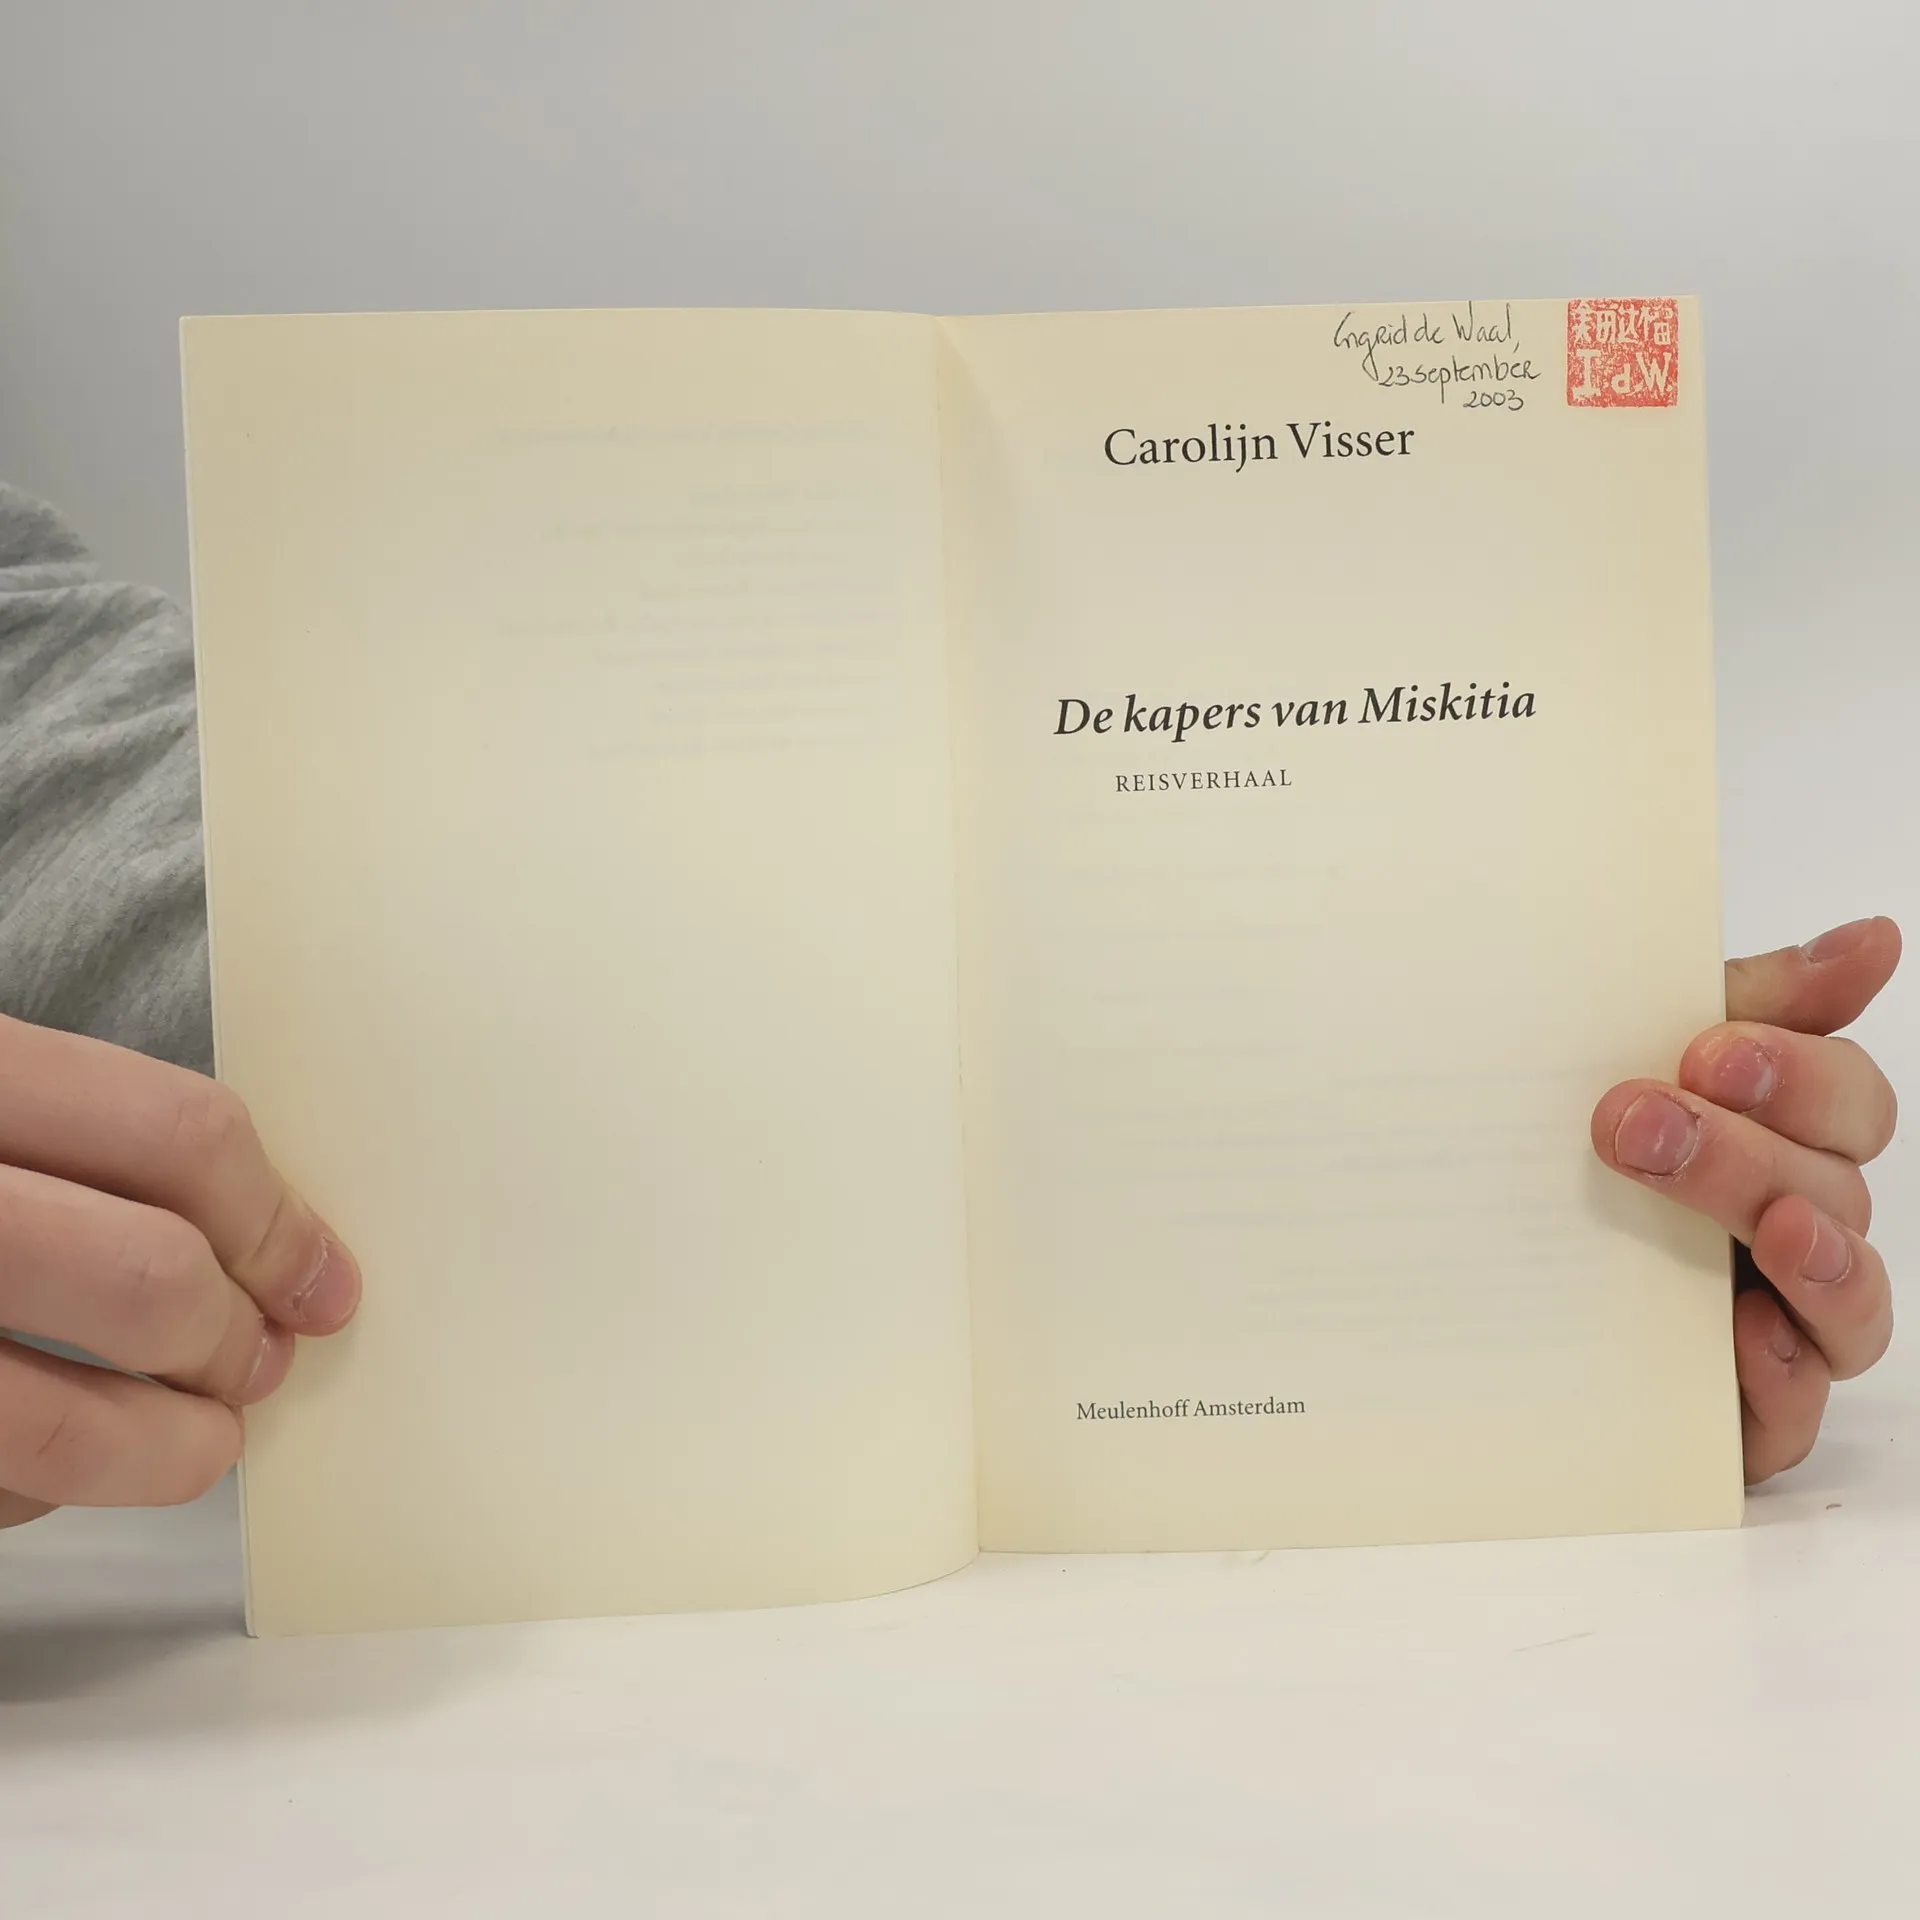 Ingrid de Waal,
23 september
2003
I d W
Carolijn Visser
De kapers van Miskitia
REISVERHAAL
Meulenhoff Amsterdam